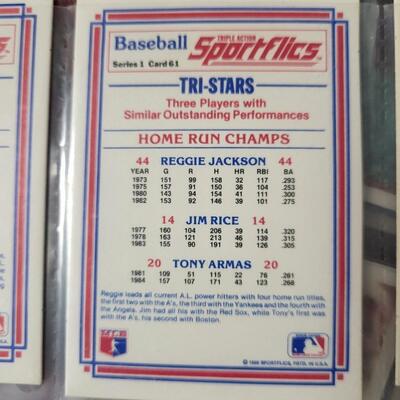 Baseball TRIPLE ACTION Sportflics
Series 1 Card 61
TRI-STARS
Three Players with
Similar Outstanding Performances
HOME RUN CHAMPS
44 REGGIE JACKSON 44
YEAR G R H HR RBI BA
1973 151 99 158 32 117 .293
1975 157 91 150 36 104 .253
1980 143 94 154 41 111 .300
1982 153 92 146 39 101 .275
14 JIM RICE 14
1977 160 104 206 39 114 .320
1978 163 121 213 46 139 .315
1983 155 90 191 39 126 .305
20 TONY ARMAS 20
1981 109 51 115 22 76 .261
1984 157 107 171 43 123 .268
Reggie leads all current A.L. power hitters with four home run titles,
the first two with the A's, the third with the Yankees and the fourth with
the Angels. Jim had all his with the Red Sox, while Tony's first was
with the A's, his second with Boston.
© 1986 SPORTFLICS, PRTD. IN U.S.A.